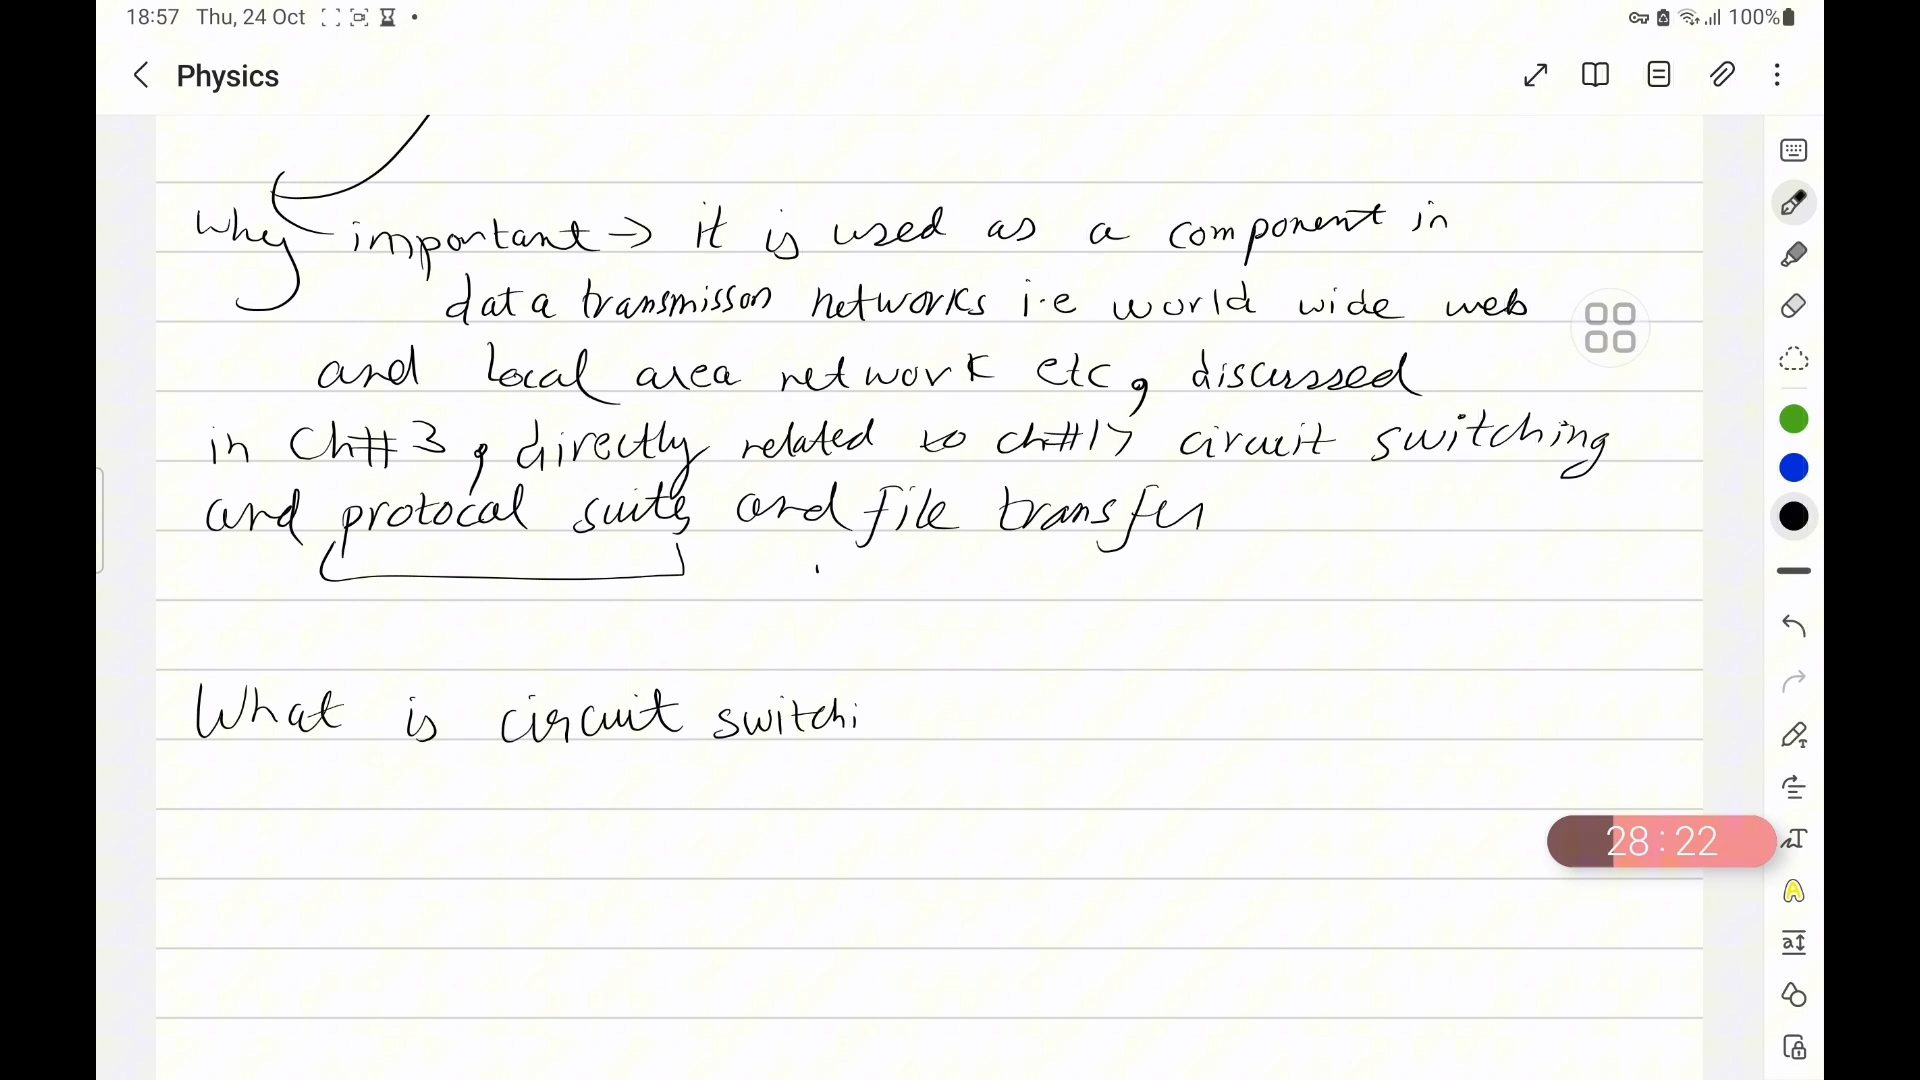 18:57 Thu, 24 Oct 100%
Physics
Why important → it is used as a component in
data transmisson networks i.e world wide web
and local area network etc, discussed
in Ch#3, directly related to ch#17 circuit switching
and protocal suite and file transfer
What is circuit switchi
28:22